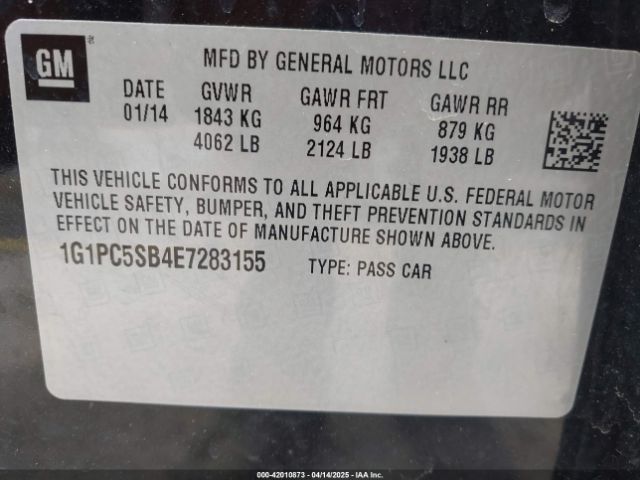 GM
MFD BY GENERAL MOTORS LLC
DATE GVWR GAWR FRT GAWR RR
01/14 1843 KG 964 KG 879 KG
4062 LB 2124 LB 1938 LB
THIS VEHICLE CONFORMS TO ALL APPLICABLE U.S. FEDERAL MOTOR
VEHICLE SAFETY, BUMPER, AND THEFT PREVENTION STANDARDS IN
EFFECT ON THE DATE OF MANUFACTURE SHOWN ABOVE.
1G1PC5SB4E7283155 TYPE: PASS CAR
000-42010873 - 04/14/2025 - IAA Inc.